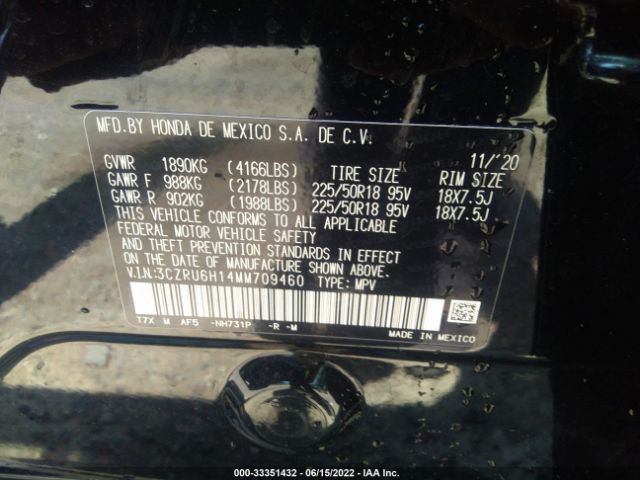 MFD.BY HONDA DE MEXICO S.A. DE C.V. 11/'20
GVWR 1890KG (4166LBS) TIRE SIZE RIM SIZE
GAWR F 988KG (2178LBS) 225/50R18 95V 18X7.5J
GAWR R 902KG (1988LBS) 225/50R18 95V 18X7.5J
THIS VEHICLE CONFORMS TO ALL APPLICABLE
FEDERAL MOTOR VEHICLE SAFETY
AND THEFT PREVENTION STANDARDS IN EFFECT
ON THE DATE OF MANUFACTURE SHOWN ABOVE.
V.I.N:3CZRU6H14MM709460 TYPE: MPV
T7X M AF5 -NH731P -R -M MADE IN MEXICO
000-33351432 - 06/15/2022 - IAA Inc.